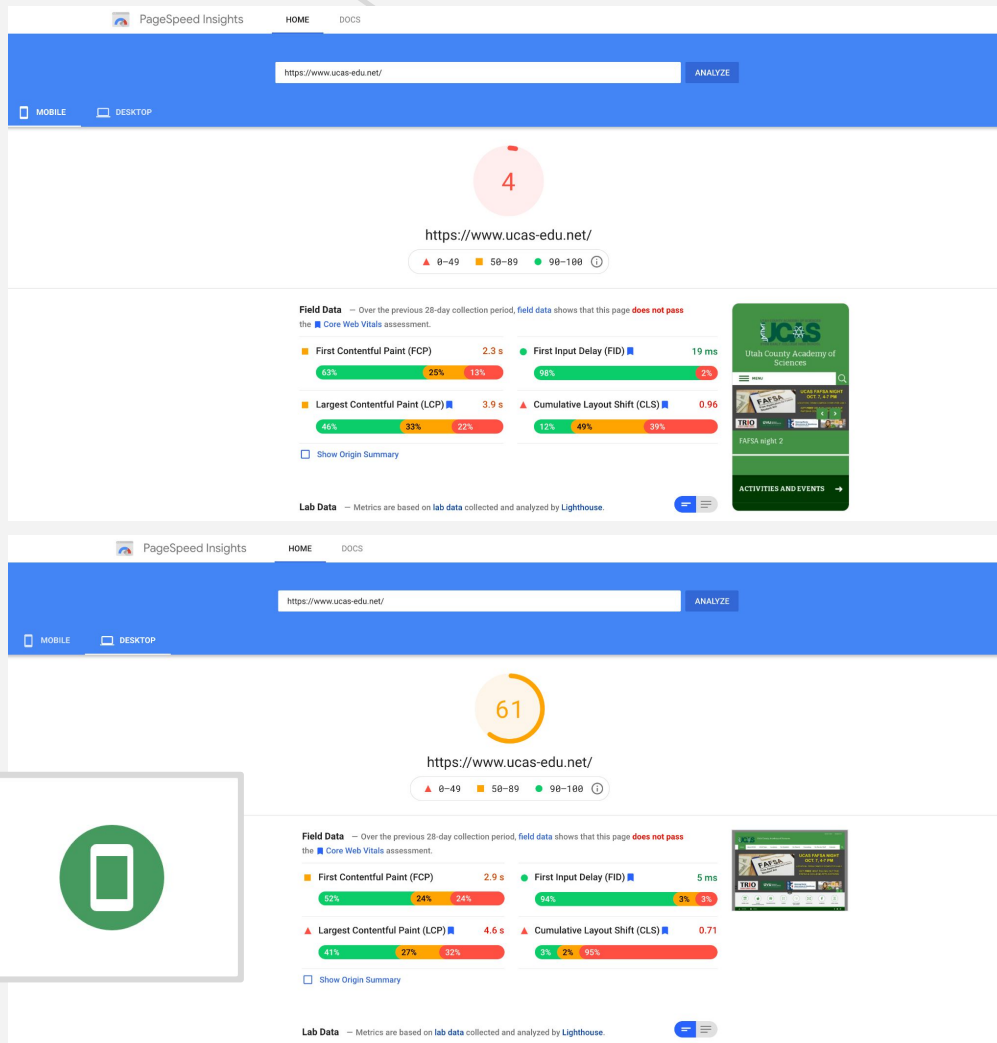 PageSpeed Insights HOME DOCS
https://www.ucas-edu.net/ ANALYZE
MOBILE DESKTOP
4
https://www.ucas-edu.net/
0–49 50–89 90–100
Field Data — Over the previous 28-day collection period, field data shows that this page does not pass
the Core Web Vitals assessment.
First Contentful Paint (FCP) 2.3 s First Input Delay (FID) 19 ms
63% 25% 13% 98% 2%
Largest Contentful Paint (LCP) 3.9 s Cumulative Layout Shift (CLS) 0.96
46% 33% 22% 12% 49% 39%
Show Origin Summary
UCAS
Utah County Academy of
Sciences
MENU
FAFSA
UCAS FAFSA NIGHT
OCT. 7, 4-7 PM
TRIO
FAFSA night 2
ACTIVITIES AND EVENTS
Lab Data — Metrics are based on lab data collected and analyzed by Lighthouse.
PageSpeed Insights HOME DOCS
https://www.ucas-edu.net/ ANALYZE
MOBILE DESKTOP
61
https://www.ucas-edu.net/
0–49 50–89 90–100
Field Data — Over the previous 28-day collection period, field data shows that this page does not pass
the Core Web Vitals assessment.
First Contentful Paint (FCP) 2.9 s First Input Delay (FID) 5 ms
52% 24% 24% 94% 3% 3%
Largest Contentful Paint (LCP) 4.6 s Cumulative Layout Shift (CLS) 0.71
41% 27% 32% 3% 2% 95%
Show Origin Summary
FAFSA
UCAS FAFSA NIGHT
OCT. 7, 4-7 PM
TRIO
Lab Data — Metrics are based on lab data collected and analyzed by Lighthouse.